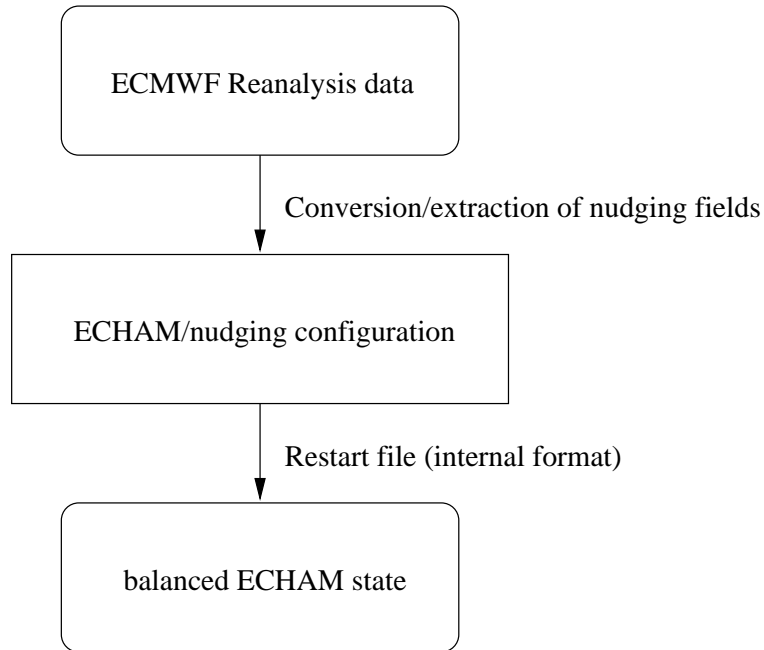 ECMWF Reanalysis data
Conversion/extraction of nudging fields
ECHAM/nudging configuration
Restart file (internal format)
balanced ECHAM state